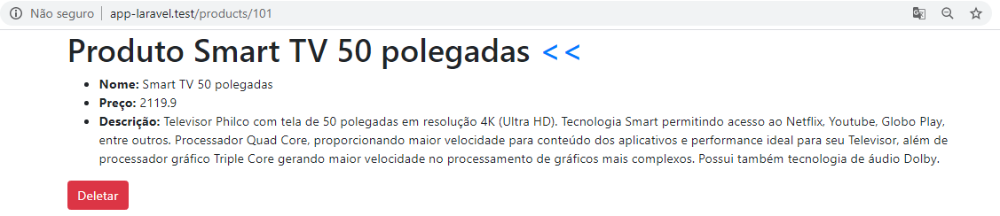 Não seguro | app-laravel.test/products/101
Produto Smart TV 50 polegadas <<
Nome: Smart TV 50 polegadas
Preço: 2119.9
Descrição: Televisor Philco com tela de 50 polegadas em resolução 4K (Ultra HD). Tecnologia Smart permitindo acesso ao Netflix, Youtube, Globo Play,
entre outros. Processador Quad Core, proporcionando maior velocidade para conteúdo dos aplicativos e performance ideal para seu Televisor, além de
processador gráfico Triple Core gerando maior velocidade no processamento de gráficos mais complexos. Possui também tecnologia de áudio Dolby.
Deletar